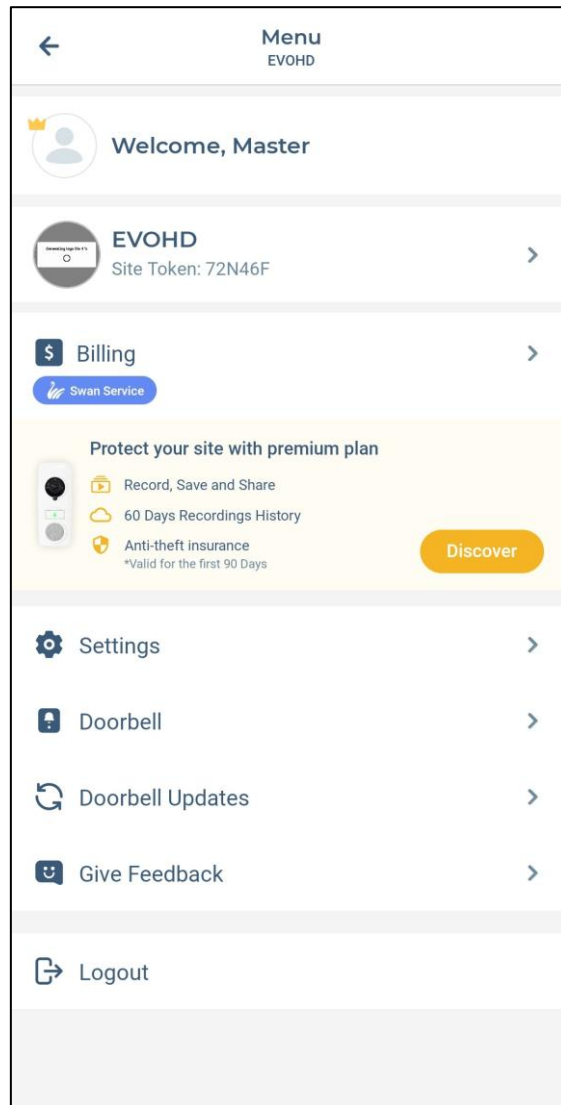 Menu
EVOHD
Welcome, Master
EVOHD
Site Token: 72N46F
$ Billing
Swan Service
Protect your site with premium plan
Record, Save and Share
60 Days Recordings History
Anti-theft insurance
*Valid for the first 90 Days
Discover
Settings
Doorbell
Doorbell Updates
Give Feedback
Logout